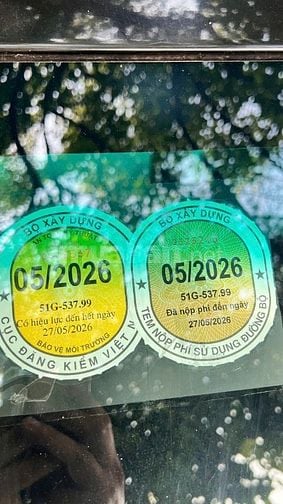 BỘ XÂY DỰNG
05/2026
51G-537.99
Có hiệu lực đến hết ngày
27/05/2026
BẢO VỆ MÔI TRƯỜNG
CỤC ĐĂNG KIỂM VIỆT N
BỘ XÂY DỰNG
05/2026
51G-537.99
Đã nộp phí đến ngày
27/05/2026
TEM NỘP PHÍ SỬ DỤNG ĐƯỜNG BỘ